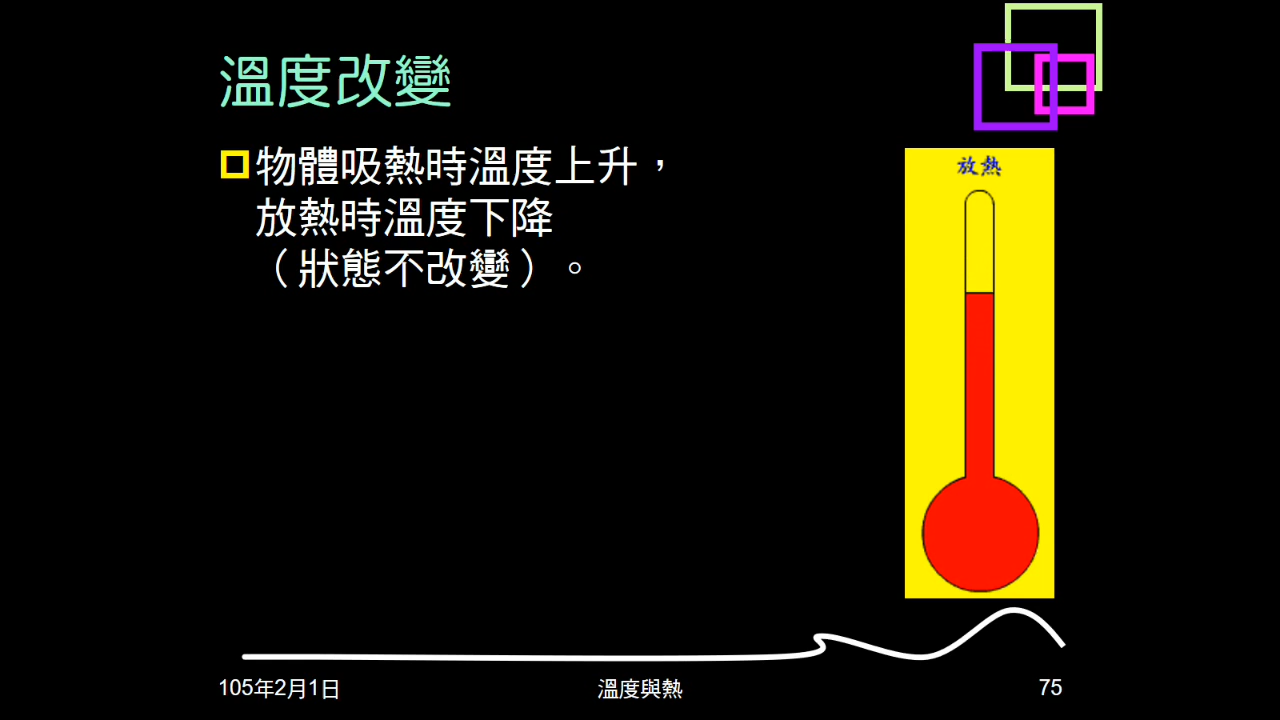 溫度改變
物體吸熱時溫度上升，
放熱時溫度下降
（狀態不改變）。
放熱
105年2月1日
溫度與熱
75